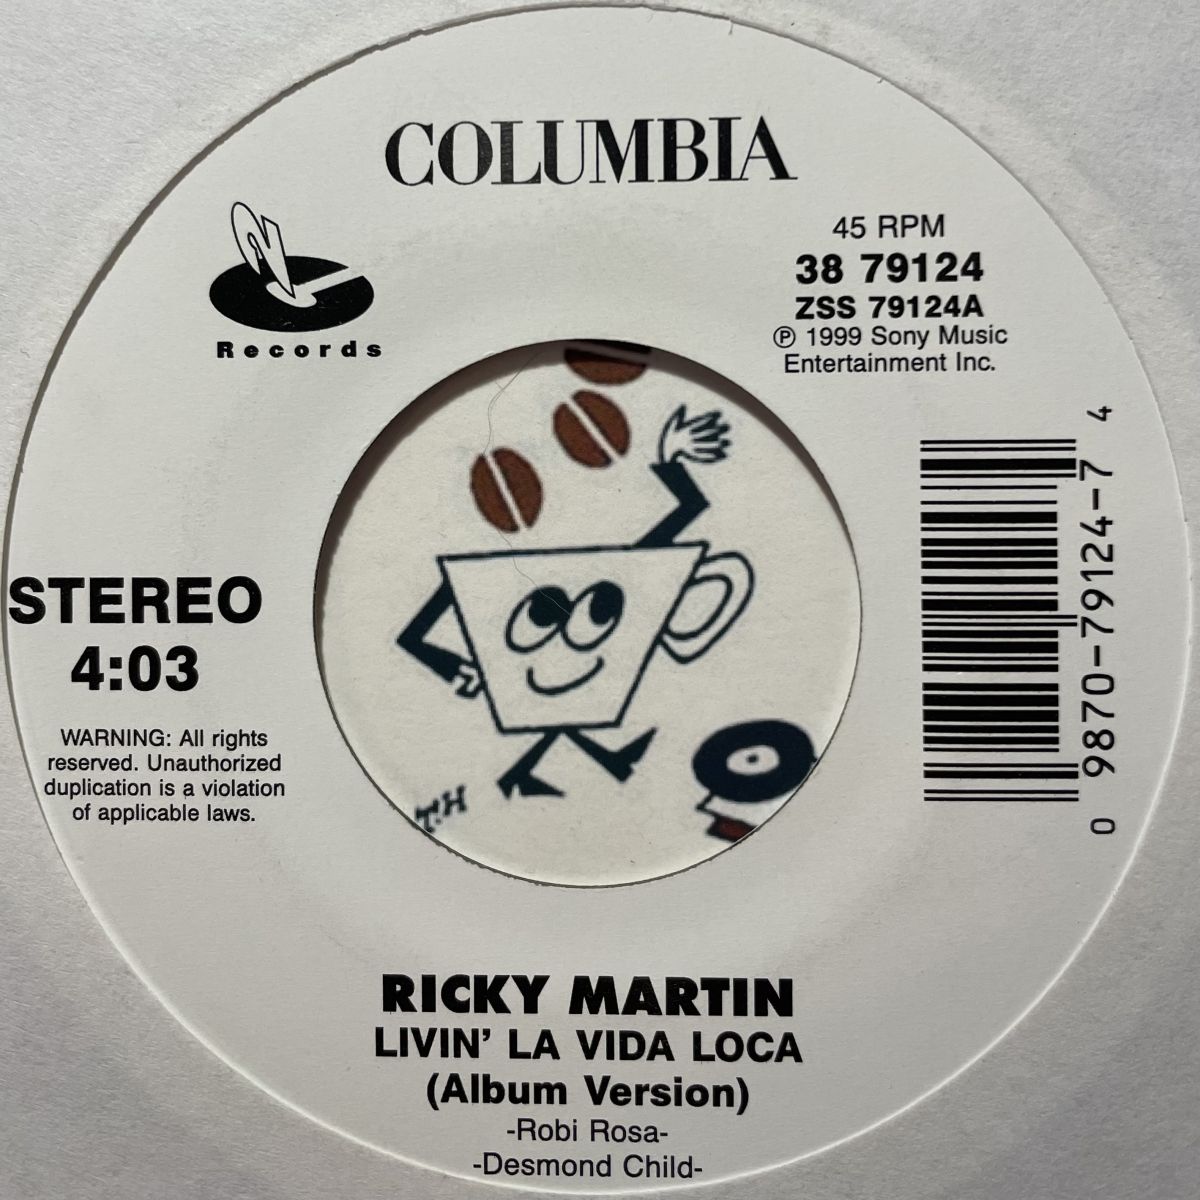 COLUMBIA
Records
45 RPM
38 79124
ZSS 79124A
Ⓟ 1999 Sony Music
Entertainment Inc.
STEREO
4:03
WARNING: All rights
reserved. Unauthorized
duplication is a violation
of applicable laws.
0 9870-79124-7 4
T.H
RICKY MARTIN
LIVIN' LA VIDA LOCA
(Album Version)
-Robi Rosa-
-Desmond Child-